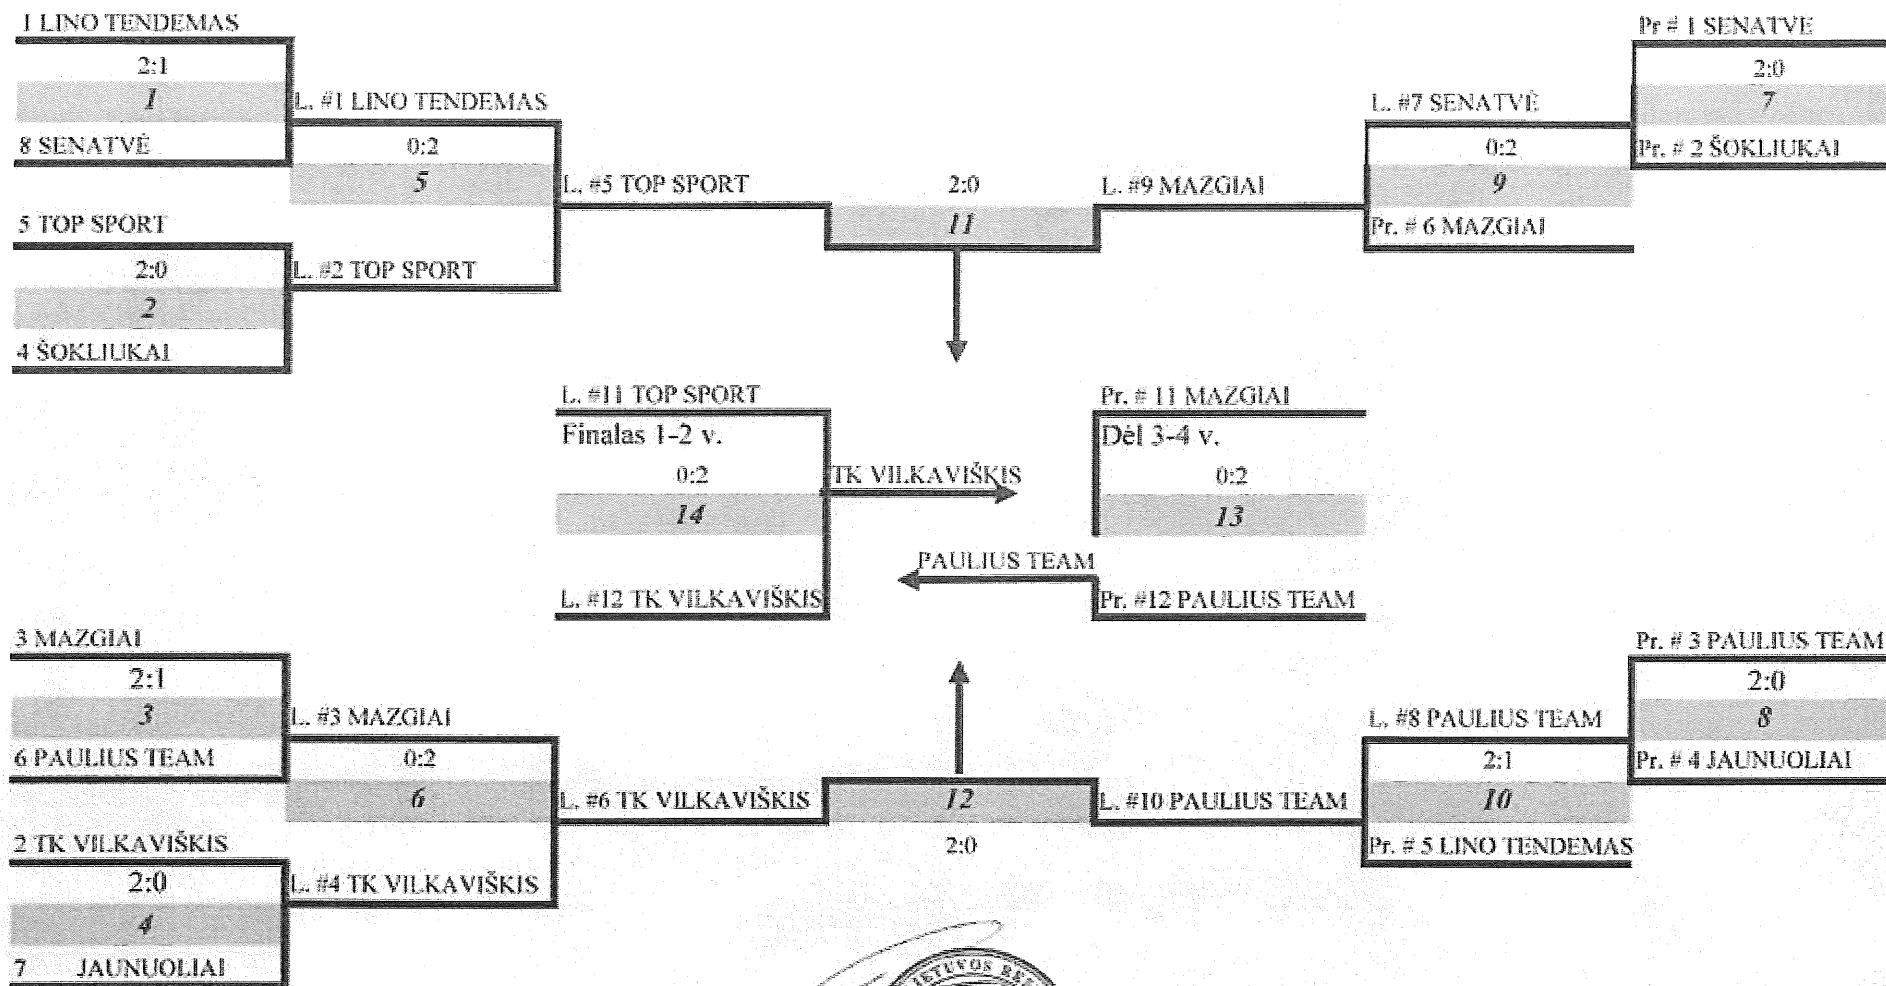 1 LINO TENDEMAS
2:1
1
8 SENATVĖ
5 TOP SPORT
2:0
2
4 ŠOKLIUKAI
L. #1 LINO TENDEMAS
0:2
5
L. #2 TOP SPORT
L. #5 TOP SPORT
2:0
11
L. #9 MAZGIAI
L. #7 SENATVĖ
0:2
9
Pr. # 6 MAZGIAI
Pr # 1 SENATVĖ
2:0
7
Pr. # 2 ŠOKLIUKAI
L. #11 TOP SPORT
Finalas 1-2 v.
0:2
14
L. #12 TK VILKAVIŠKIS
TK VILKAVIŠKIS
Pr. # 11 MAZGIAI
Dėl 3-4 v.
0:2
13
PAULIUS TEAM
Pr. #12 PAULIUS TEAM
3 MAZGIAI
2:1
3
6 PAULIUS TEAM
2 TK VILKAVIŠKIS
2:0
4
7 JAUNUOLIAI
L. #3 MAZGIAI
0:2
6
L. #4 TK VILKAVIŠKIS
L. #6 TK VILKAVIŠKIS
12
2:0
L. #10 PAULIUS TEAM
L. #8 PAULIUS TEAM
2:1
10
Pr. # 5 LINO TENDEMAS
Pr. # 3 PAULIUS TEAM
2:0
8
Pr. # 4 JAUNUOLIAI
LIETUVOS